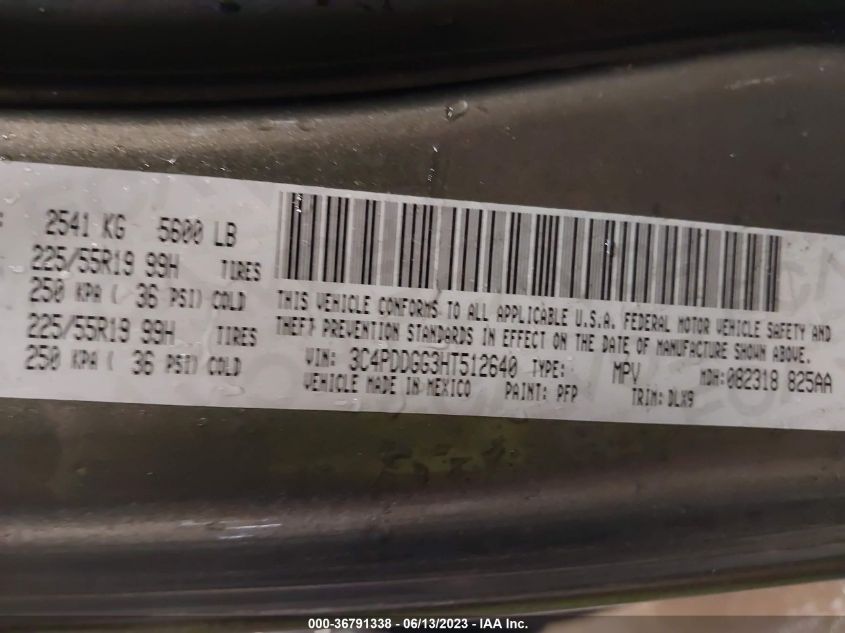 2541 KG 5600 LB
225/55R19 99H TIRES
250 KPA ( 36 PSI) COLD
225/55R19 99H TIRES
250 KPA ( 36 PSI) COLD
THIS VEHICLE CONFORMS TO ALL APPLICABLE U.S.A. FEDERAL MOTOR VEHICLE SAFETY AND
THEFT PREVENTION STANDARDS IN EFFECT ON THE DATE OF MANUFACTURE SHOWN ABOVE.
VIN: 3C4PDDGG3HT512640 TYPE: MPV MDH: 082318 825AA
VEHICLE MADE IN MEXICO PAINT: PFP TRIM: DLX9
000-36791338 - 06/13/2023 - IAAI.com